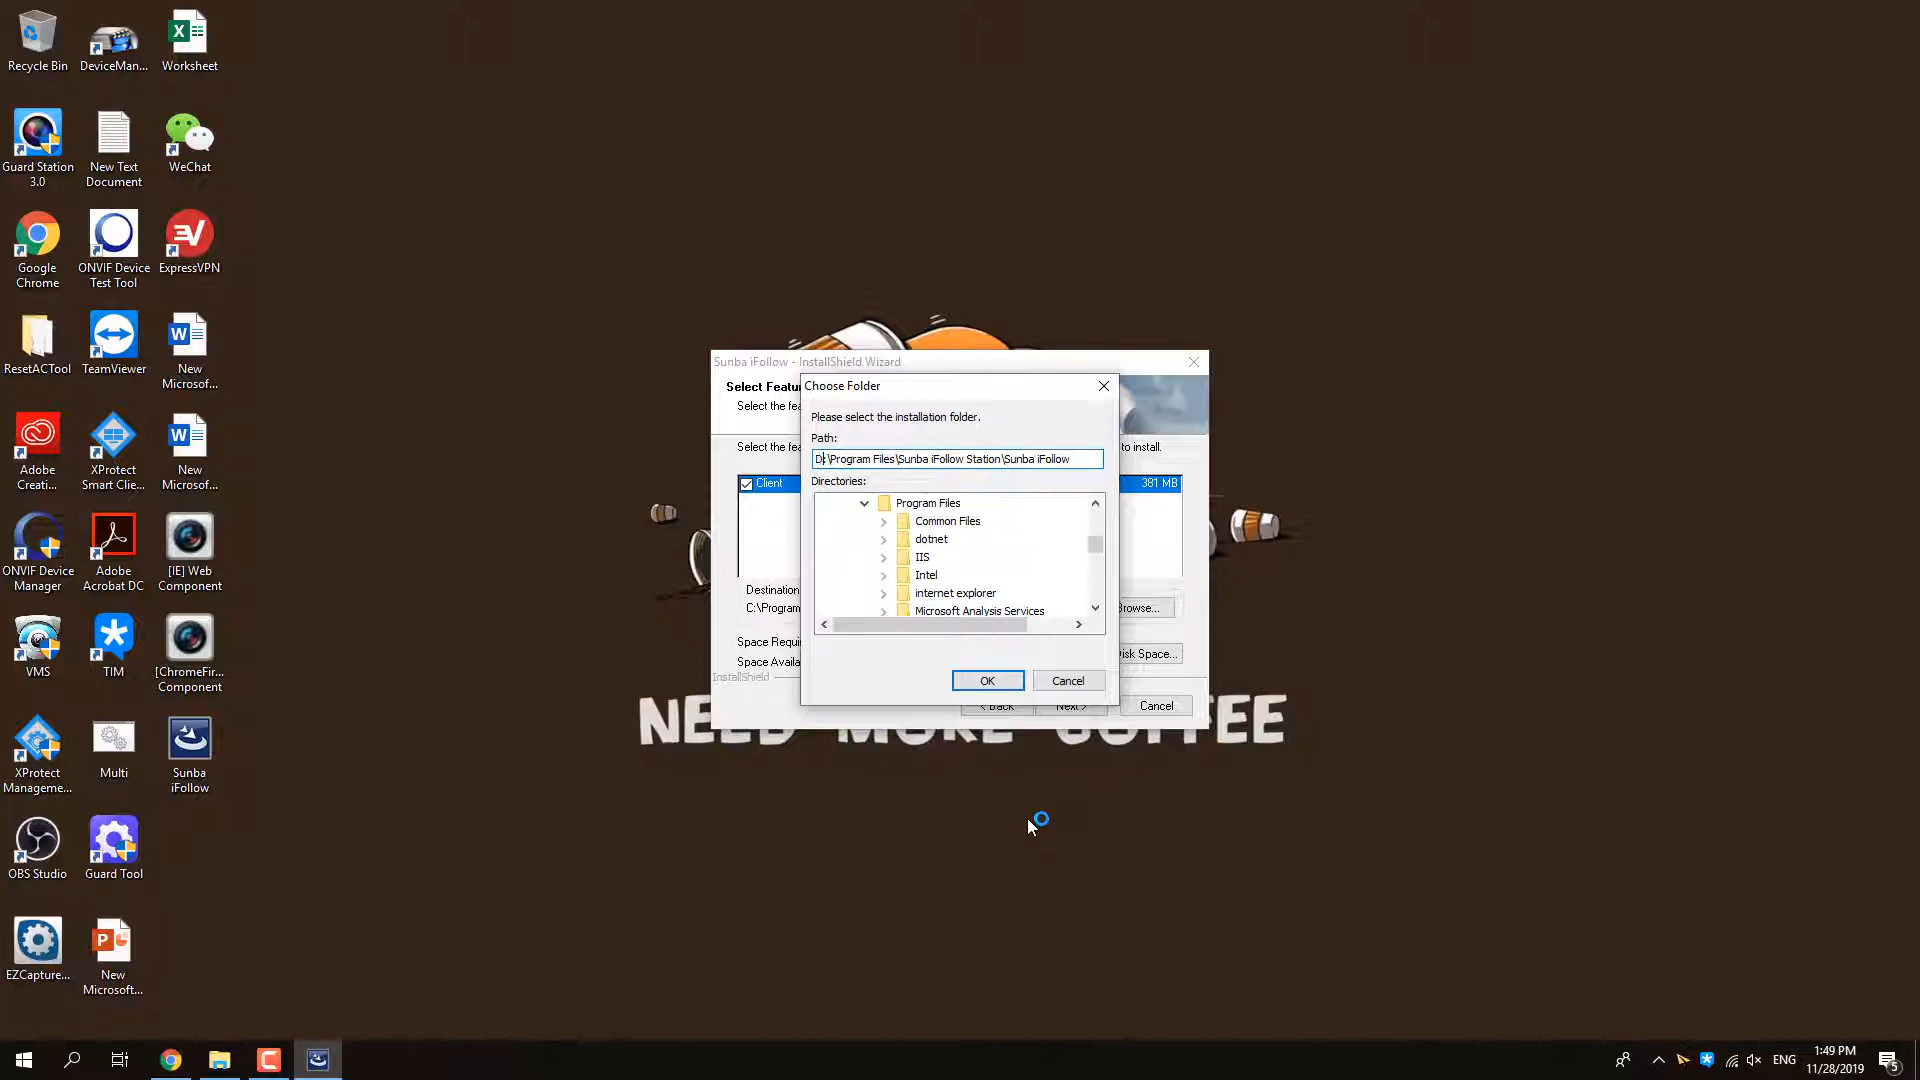 Recycle Bin
DeviceMan...
Worksheet
Guard Station
3.0
New Text
Document
WeChat
Google
Chrome
ONVIF Device
Test Tool
ExpressVPN
ResetACTool
TeamViewer
New
Microsof...
Adobe
Creati...
XProtect
Smart Clie...
New
Microsof...
ONVIF Device
Manager
Adobe
Acrobat DC
[IE] Web
Component
VMS
TIM
[ChromeFir...
Component
XProtect
Manageme...
Multi
Sunba
iFollow
OBS Studio
Guard Tool
EZCapture...
New
Microsoft...
Sunba iFollow - InstallShield Wizard
Select Featu
Select the fea
Select the fea
to install.
Client
381 MB
Destination
C:\Program
Browse...
Space Requi
Space Availa
Disk Space...
InstallShield
< Back
Next >
Cancel
Choose Folder
Please select the installation folder.
Path:
D:\Program Files\Sunba iFollow Station\Sunba iFollow
Directories:
Program Files
Common Files
dotnet
IIS
Intel
internet explorer
Microsoft Analysis Services
OK
Cancel
NEED MORE COFFEE
ENG
1:49 PM
11/28/2019
5